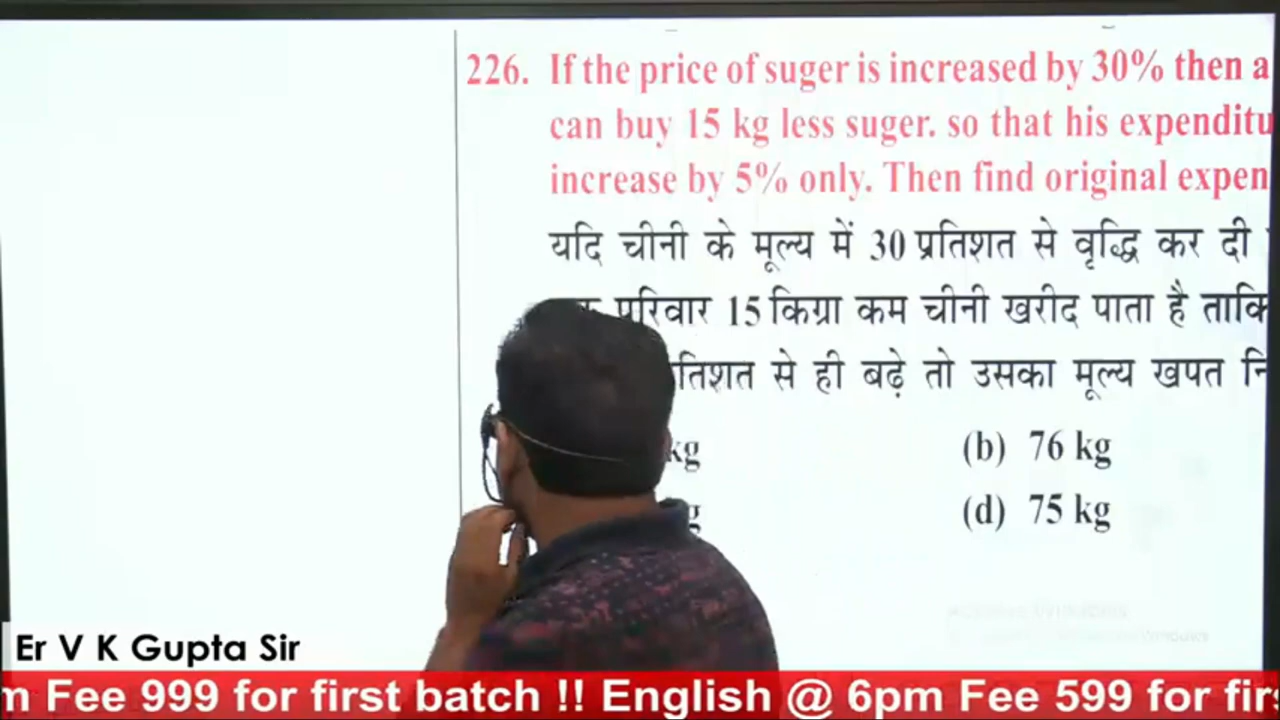 226. If the price of suger is increased by 30% then a
can buy 15 kg less suger. so that his expenditu
increase by 5% only. Then find original expen
यदि चीनी के मूल्य में 30 प्रतिशत से वृद्धि कर दी
परिवार 15 किग्रा कम चीनी खरीद पाता है ताकि
तिशत से ही बढ़े तो उसका मूल्य खपत नि
kg (b) 76 kg
g (d) 75 kg
Er V K Gupta Sir
m Fee 999 for first batch !! English @ 6pm Fee 599 for firs